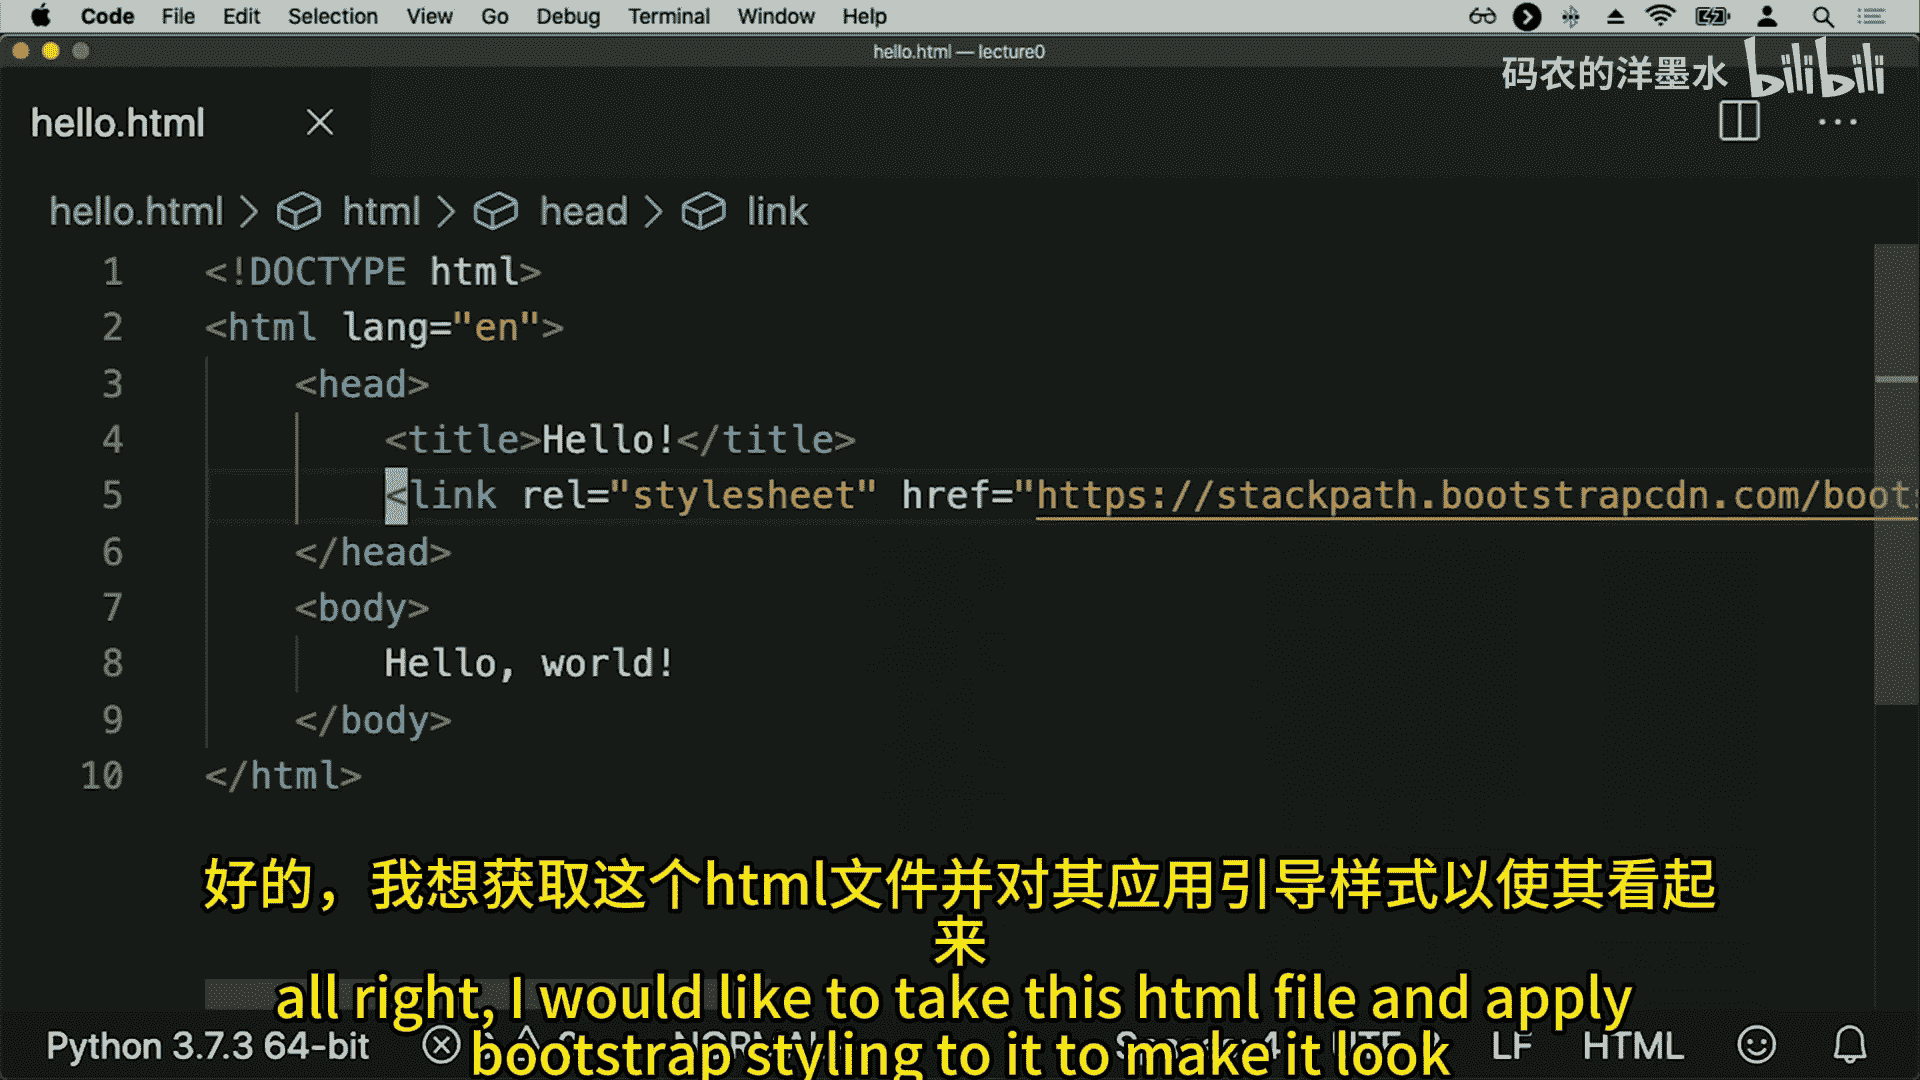 Code File Edit Selection View Go Debug Terminal Window Help
hello.html — lecture0
码农的洋墨水 bilibili
hello.html
hello.html > html > head > link
1 <!DOCTYPE html>
2 <html lang="en">
3 <head>
4 <title>Hello!</title>
5 <link rel="stylesheet" href="https://stackpath.bootstrapcdn.com/boots
6 </head>
7 <body>
8 Hello, world!
9 </body>
10 </html>
好的，我想获取这个html文件并对其应用引导样式以使其看起
来
all right, I would like to take this html file and apply
bootstrap styling to it to make it look
Python 3.7.3 64-bit LF HTML